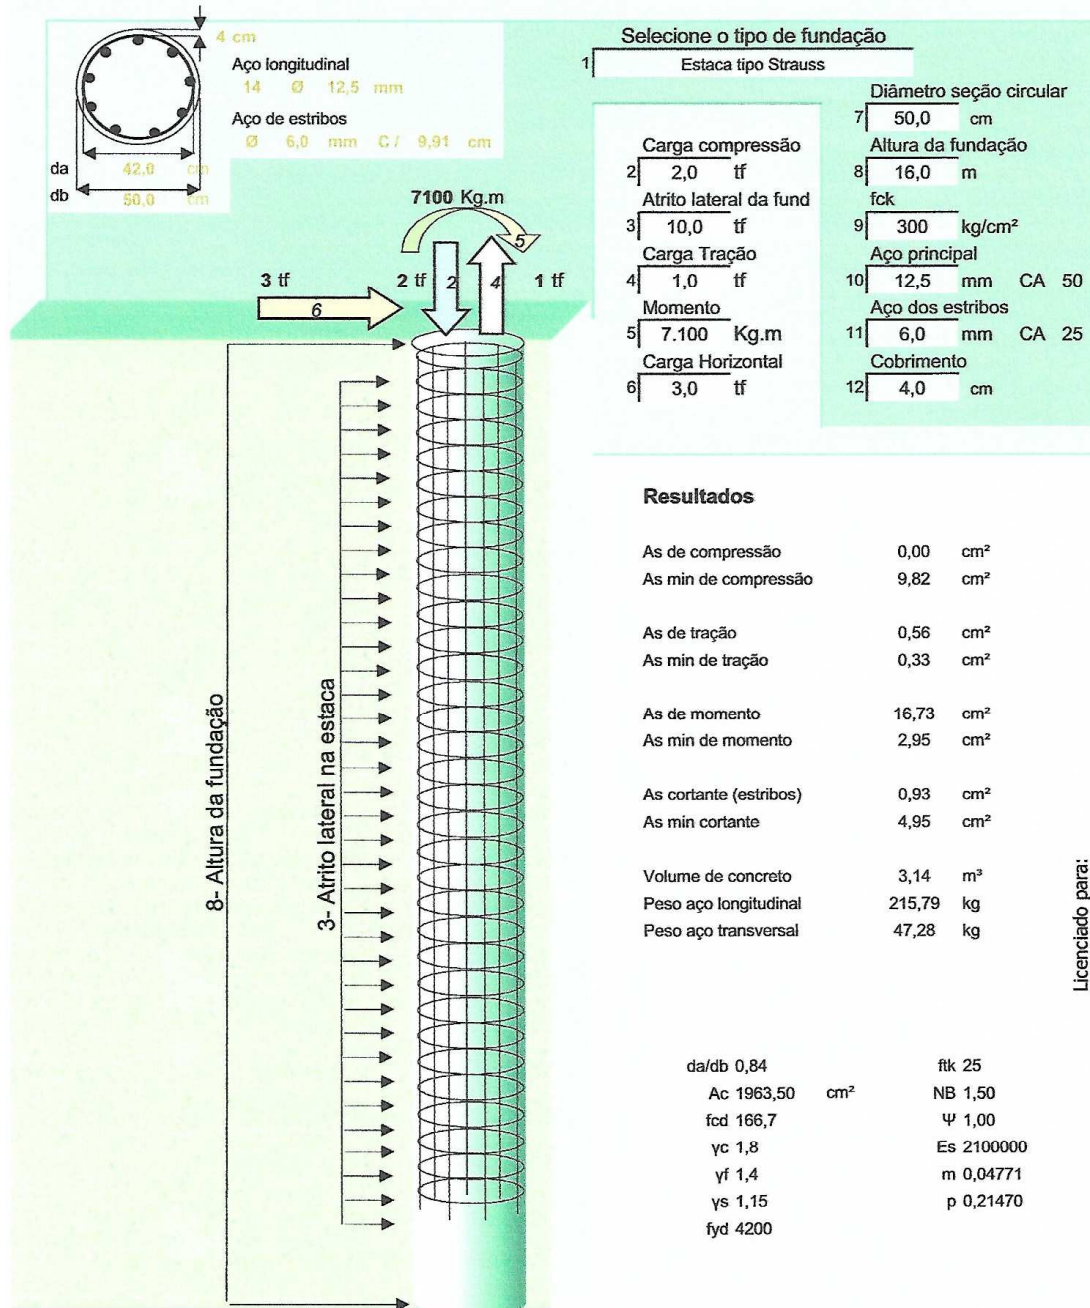 4 cm
Aço longitudinal
14 Ø 12,5 mm
Aço de estribos
Ø 6,0 mm C / 9,91 cm
da 42,0 cm
db 50,0 cm
Selecione o tipo de fundação
1 Estaca tipo Strauss
Diâmetro seção circular
7 50,0 cm
Carga compressão
2 2,0 tf
Altura da fundação
8 16,0 m
Atrito lateral da fund
3 10,0 tf
fck
9 300 kg/cm²
Carga Tração
4 1,0 tf
Aço principal
10 12,5 mm CA 50
Momento
5 7.100 Kg.m
Aço dos estribos
11 6,0 mm CA 25
Carga Horizontal
6 3,0 tf
Cobrimento
12 4,0 cm
7100 Kg.m
5
3 tf
2 tf
2
4
1 tf
6
8- Altura da fundação
3- Atrito lateral na estaca
Resultados
As de compressão 0,00 cm²
As min de compressão 9,82 cm²
As de tração 0,56 cm²
As min de tração 0,33 cm²
As de momento 16,73 cm²
As min de momento 2,95 cm²
As cortante (estribos) 0,93 cm²
As min cortante 4,95 cm²
Volume de concreto 3,14 m³
Peso aço longitudinal 215,79 kg
Peso aço transversal 47,28 kg
Licenciado para:
da/db 0,84 ftk 25
Ac 1963,50 cm² NB 1,50
fcd 166,7 Ψ 1,00
γc 1,8 Es 2100000
γf 1,4 m 0,04771
γs 1,15 p 0,21470
fyd 4200